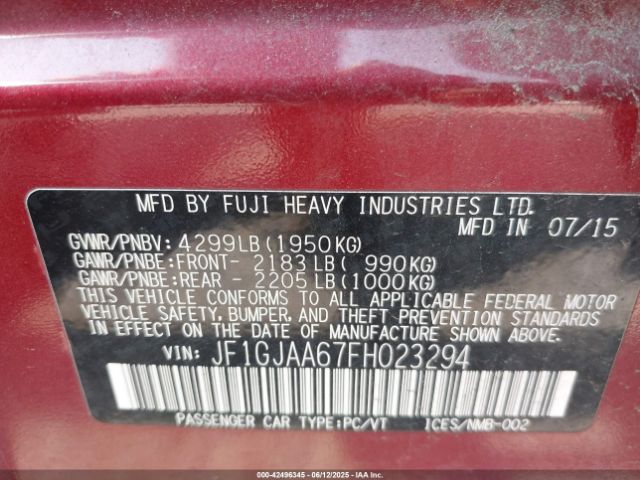 MFD BY FUJI HEAVY INDUSTRIES LTD.
MFD IN 07/15
GVWR/PNBV: 4299LB(1950KG)
GAWR/PNBE:FRONT- 2183LB( 990KG)
GAWR/PNBE:REAR - 2205LB(1000KG)
THIS VEHICLE CONFORMS TO ALL APPLICABLE FEDERAL MOTOR
VEHICLE SAFETY, BUMPER, AND THEFT PREVENTION STANDARDS
IN EFFECT ON THE DATE OF MANUFACTURE SHOWN ABOVE.
VIN: JF1GJAA67FH023294
PASSENGER CAR TYPE:PC/VT ICES/NMB-002
000-42496345 - 06/12/2025 - IAAI.COM